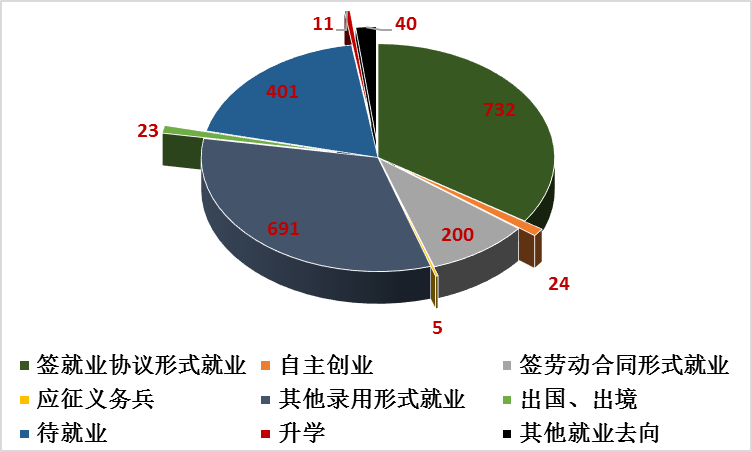 11 40
401 732
23
691 200
24
5
签就业协议形式就业 自主创业 签劳动合同形式就业
应征义务兵 其他录用形式就业 出国、出境
待就业 升学 其他就业去向